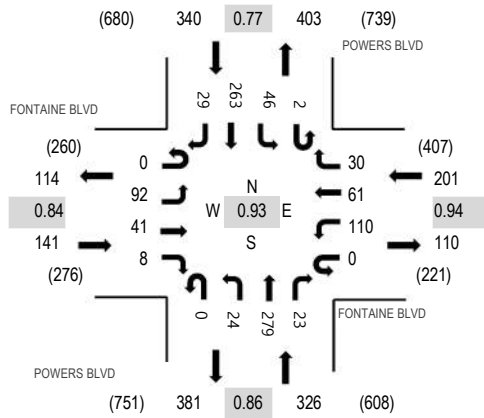 (680) 340 0.77 403 (739)
POWERS BLVD
FONTAINE BLVD
29 263 46 2
(260) (407)
0 30
114 201
92 61
N
0.84 W 0.93 E 0.94
41 110
S
141 110
8 0
(276) (221)
0 24 279 23
FONTAINE BLVD
POWERS BLVD
(751) 381 0.86 326 (608)